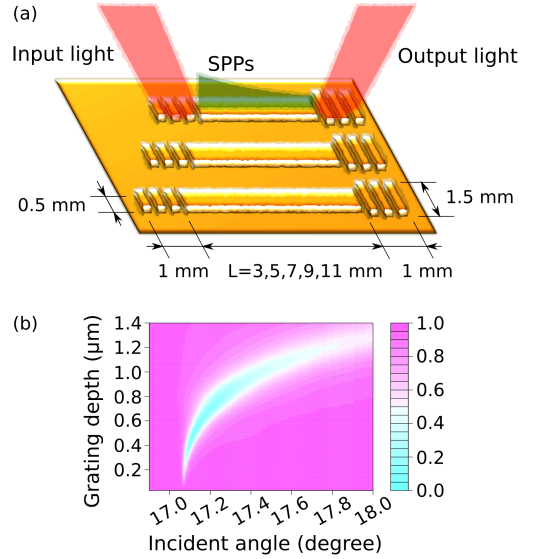 (a)
Input light
SPPs
Output light
0.5 mm
1.5 mm
1 mm
L=3,5,7,9,11 mm
1 mm
(b)
Grating depth (μm)
1.4
1.2
1.0
0.8
0.6
0.4
0.2
17.0
17.2
17.4
17.6
17.8
18.0
Incident angle (degree)
1.0
0.8
0.6
0.4
0.2
0.0